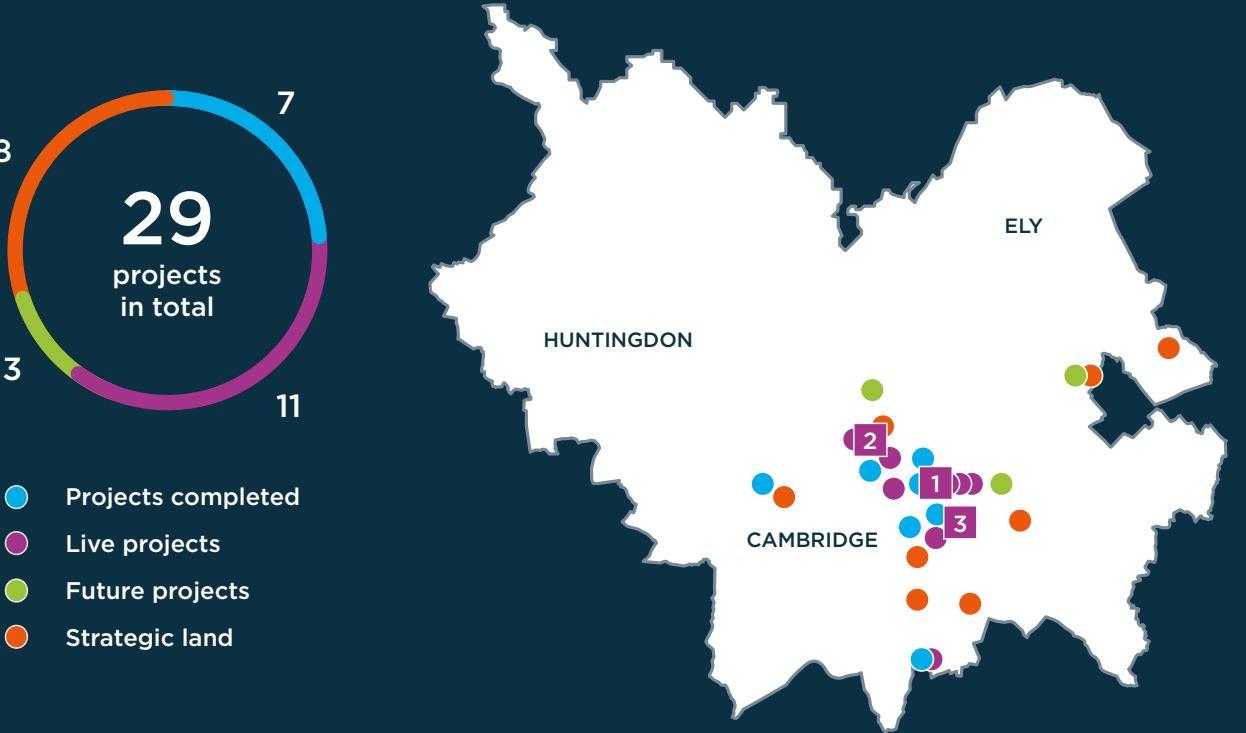 7
8
29
projects
in total
3
11
Projects completed
Live projects
Future projects
Strategic land
ELY
HUNTINGDON
2
1
3
CAMBRIDGE